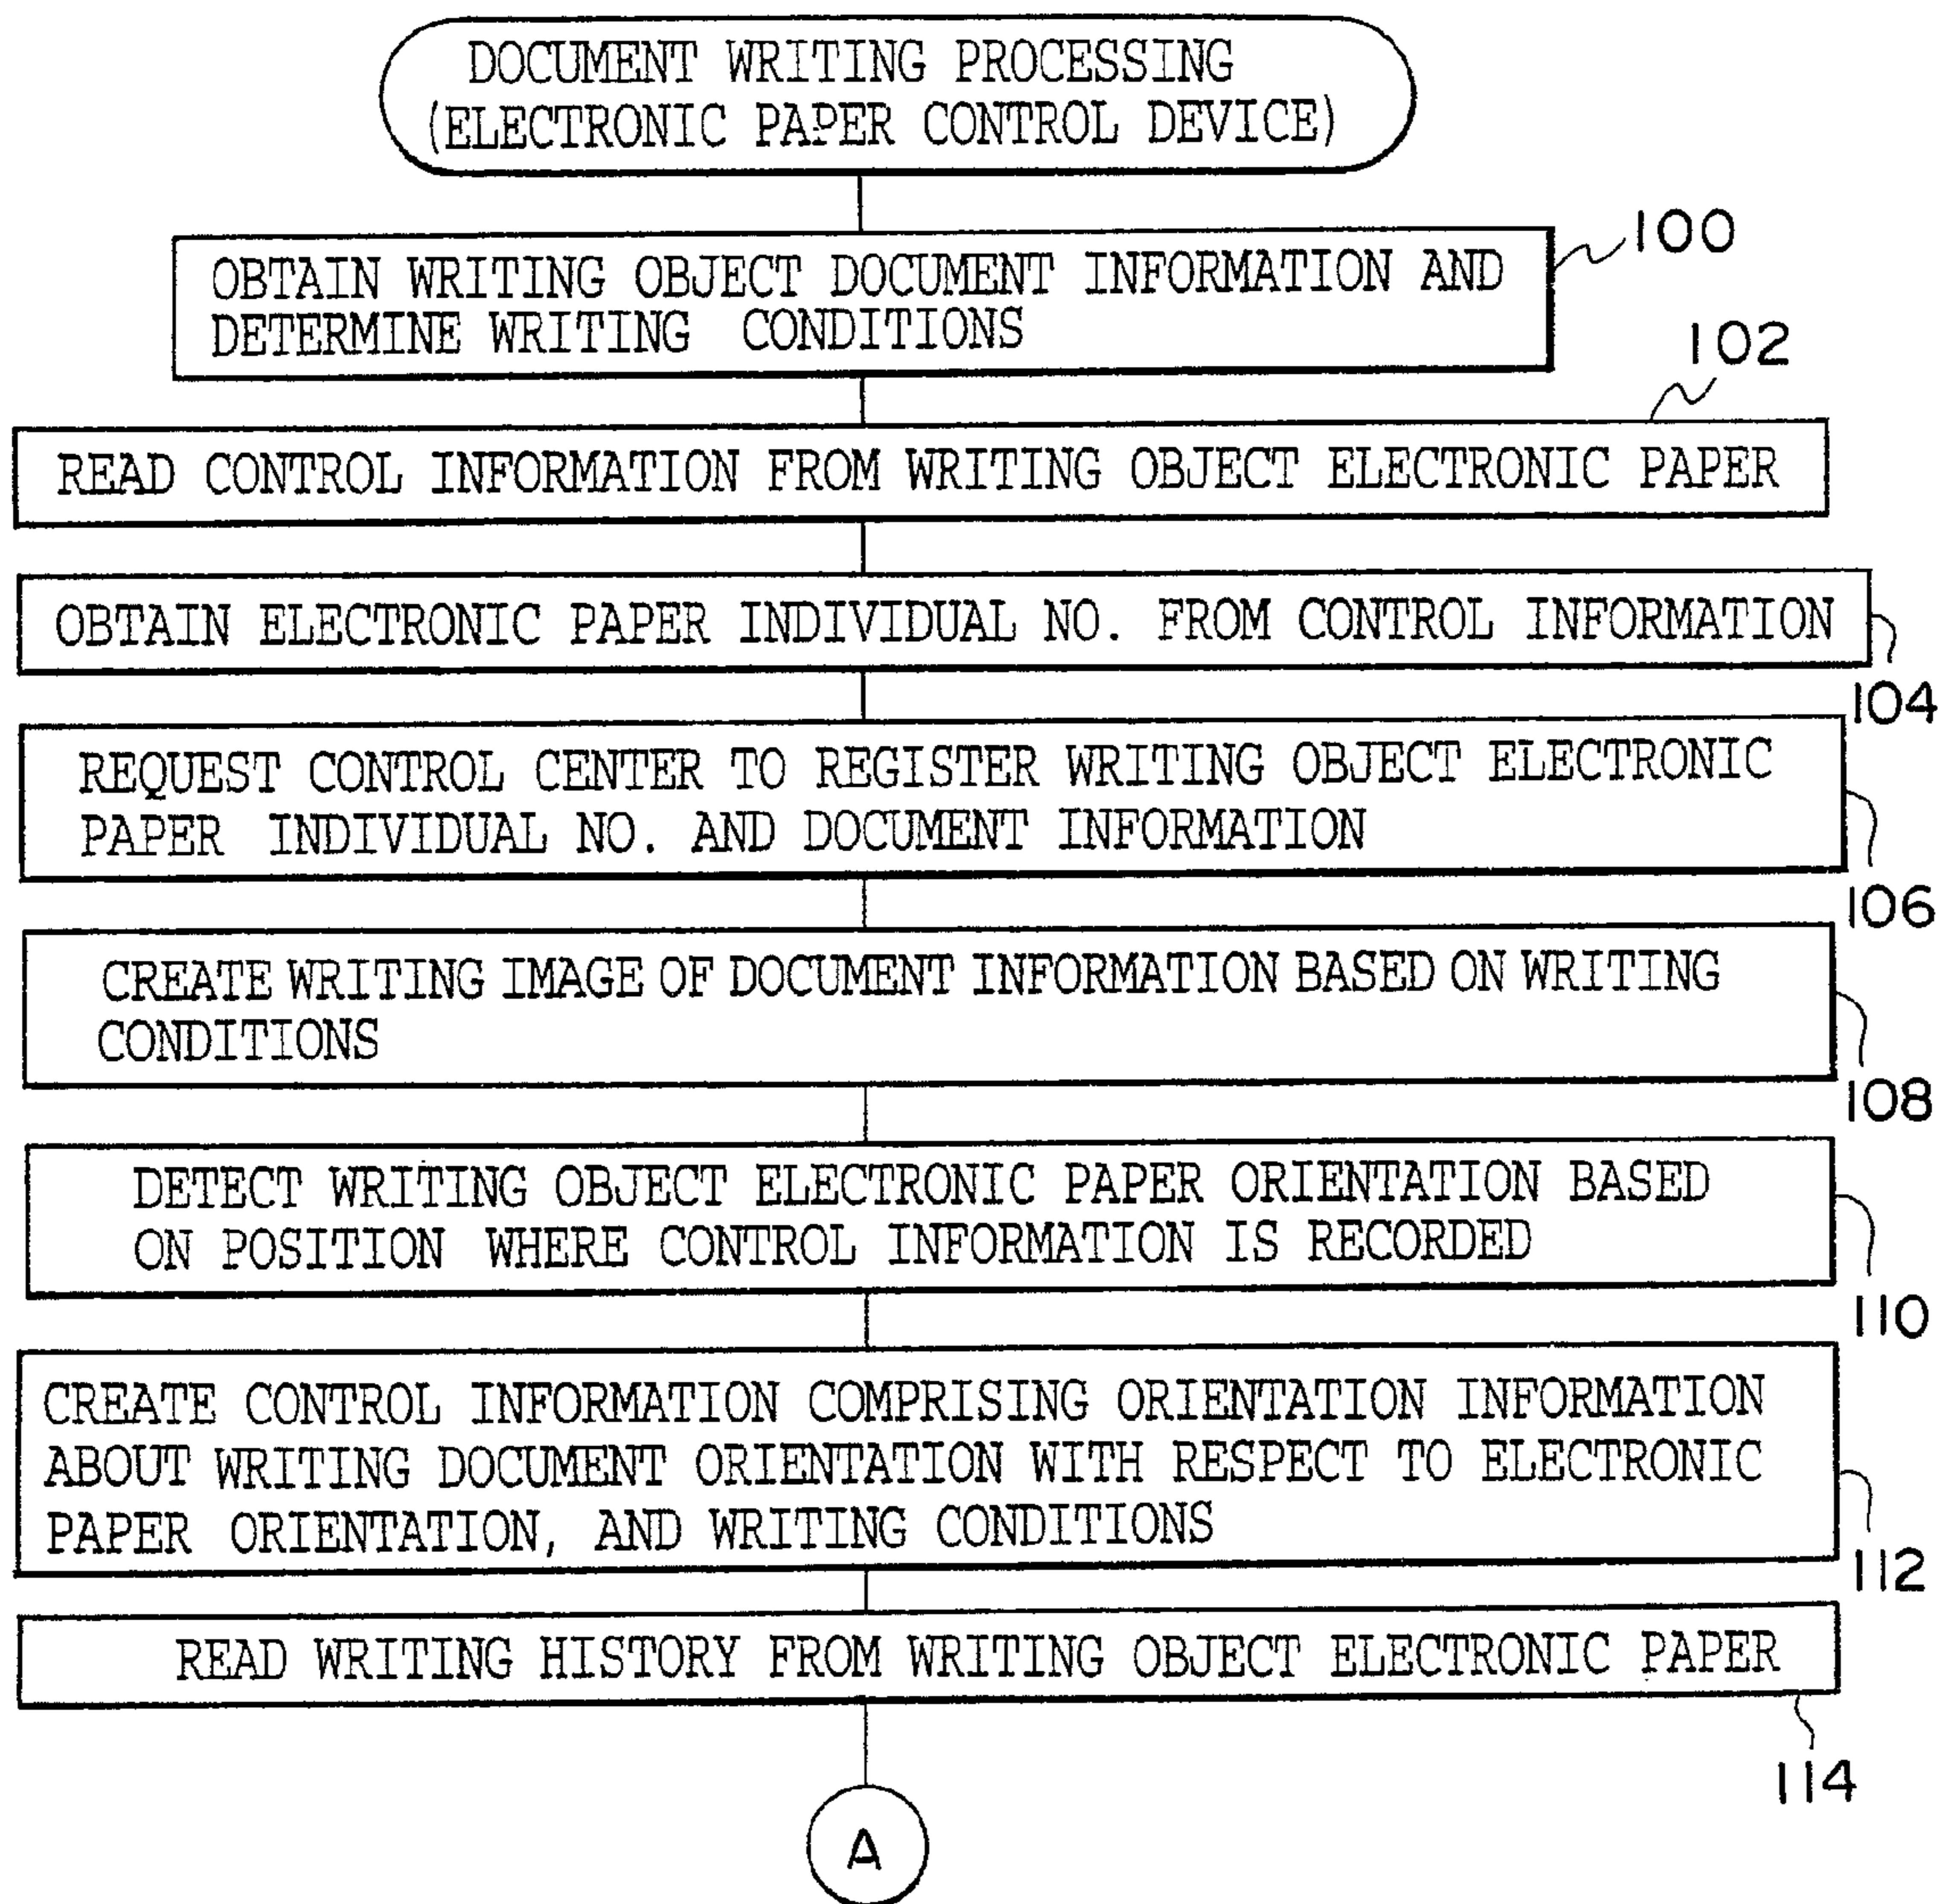 DOCUMENT WRITING PROCESSING
(ELECTRONIC PAPER CONTROL DEVICE)
100
OBTAIN WRITING OBJECT DOCUMENT INFORMATION AND
DETERMINE WRITING CONDITIONS
102
READ CONTROL INFORMATION FROM WRITING OBJECT ELECTRONIC PAPER
OBTAIN ELECTRONIC PAPER INDIVIDUAL NO. FROM CONTROL INFORMATION
104
REQUEST CONTROL CENTER TO REGISTER WRITING OBJECT ELECTRONIC
PAPER INDIVIDUAL NO. AND DOCUMENT INFORMATION
106
CREATE WRITING IMAGE OF DOCUMENT INFORMATION BASED ON WRITING
CONDITIONS
108
DETECT WRITING OBJECT ELECTRONIC PAPER ORIENTATION BASED
ON POSITION WHERE CONTROL INFORMATION IS RECORDED
110
CREATE CONTROL INFORMATION COMPRISING ORIENTATION INFORMATION
ABOUT WRITING DOCUMENT ORIENTATION WITH RESPECT TO ELECTRONIC
PAPER ORIENTATION, AND WRITING CONDITIONS
112
READ WRITING HISTORY FROM WRITING OBJECT ELECTRONIC PAPER
114
A